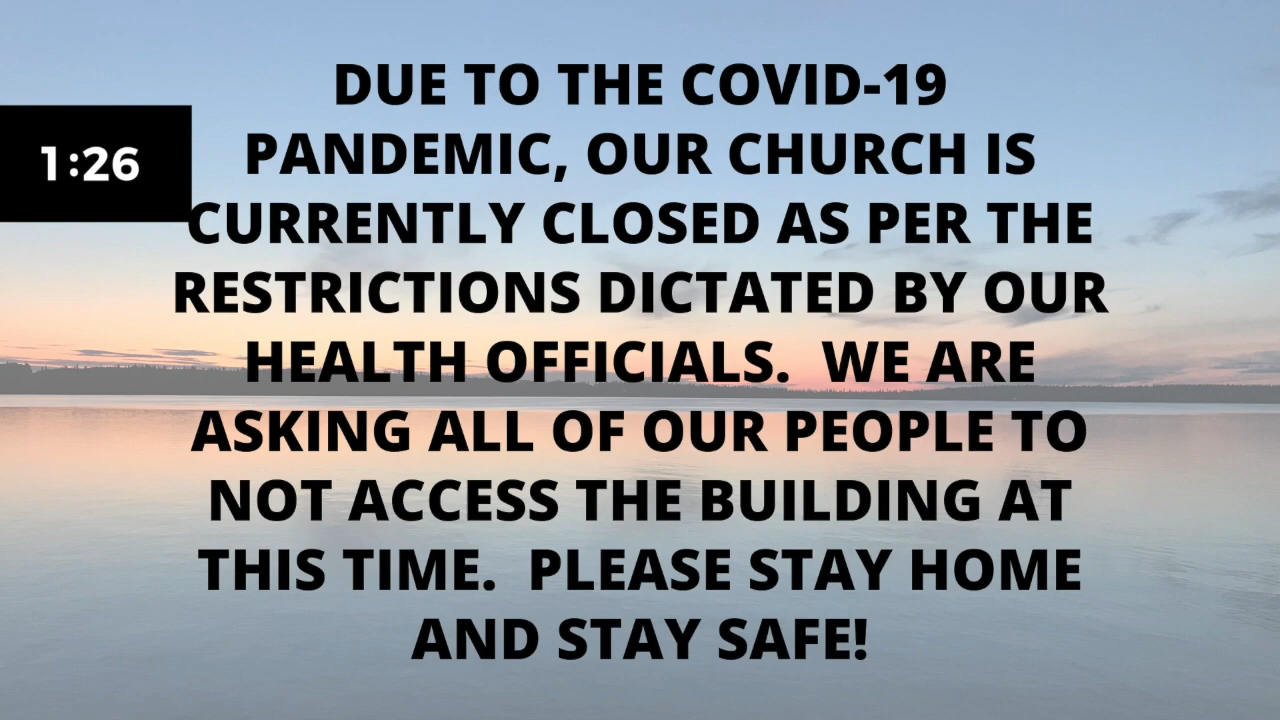 DUE TO THE COVID-19
1:26
PANDEMIC, OUR CHURCH IS
CURRENTLY CLOSED AS PER THE
RESTRICTIONS DICTATED BY OUR
HEALTH OFFICIALS.  WE ARE
ASKING ALL OF OUR PEOPLE TO
NOT ACCESS THE BUILDING AT
THIS TIME.  PLEASE STAY HOME
AND STAY SAFE!